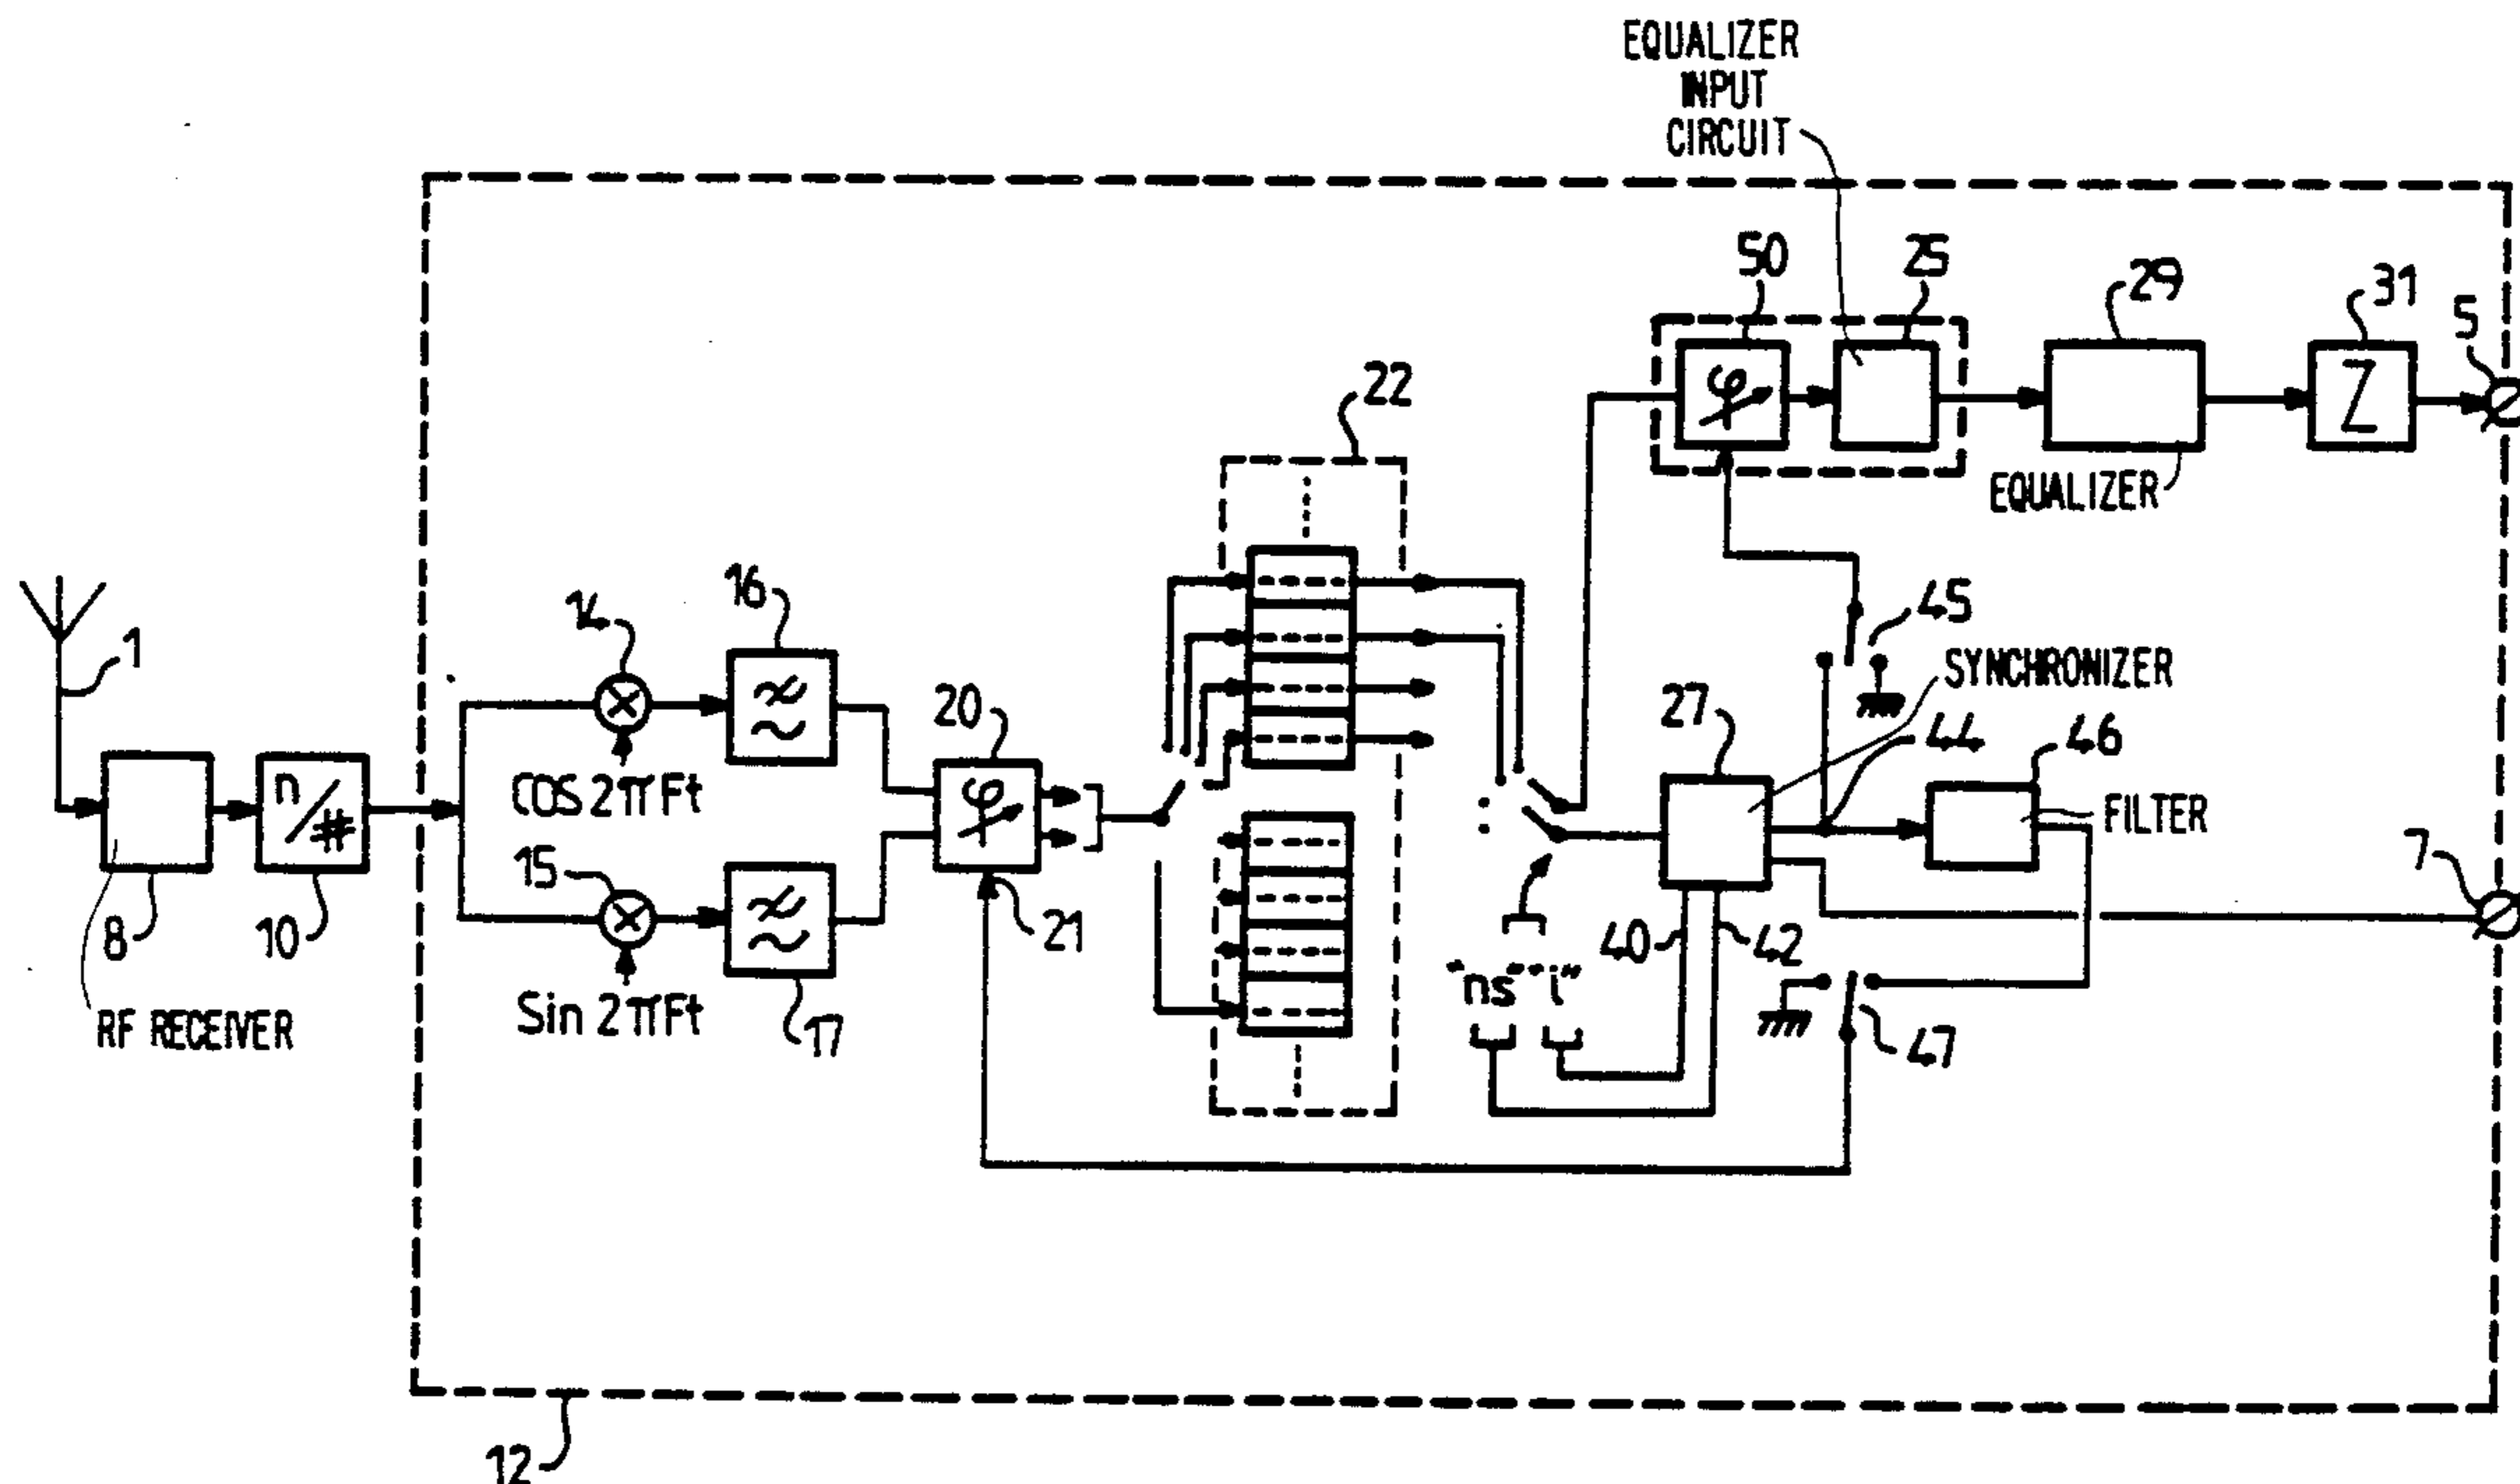 EQUALIZER
INPUT
CIRCUIT
50
25
29
31
5
22
EQUALIZER
16
14
1
45
SYNCHRONIZER
20
27
44
46
COS 2πFt
n/#
φ
FILTER
15
7
8
10
21
40
42
"ns" "i"
RF RECEIVER
Sin 2πFt
17
47
12
φ
Z